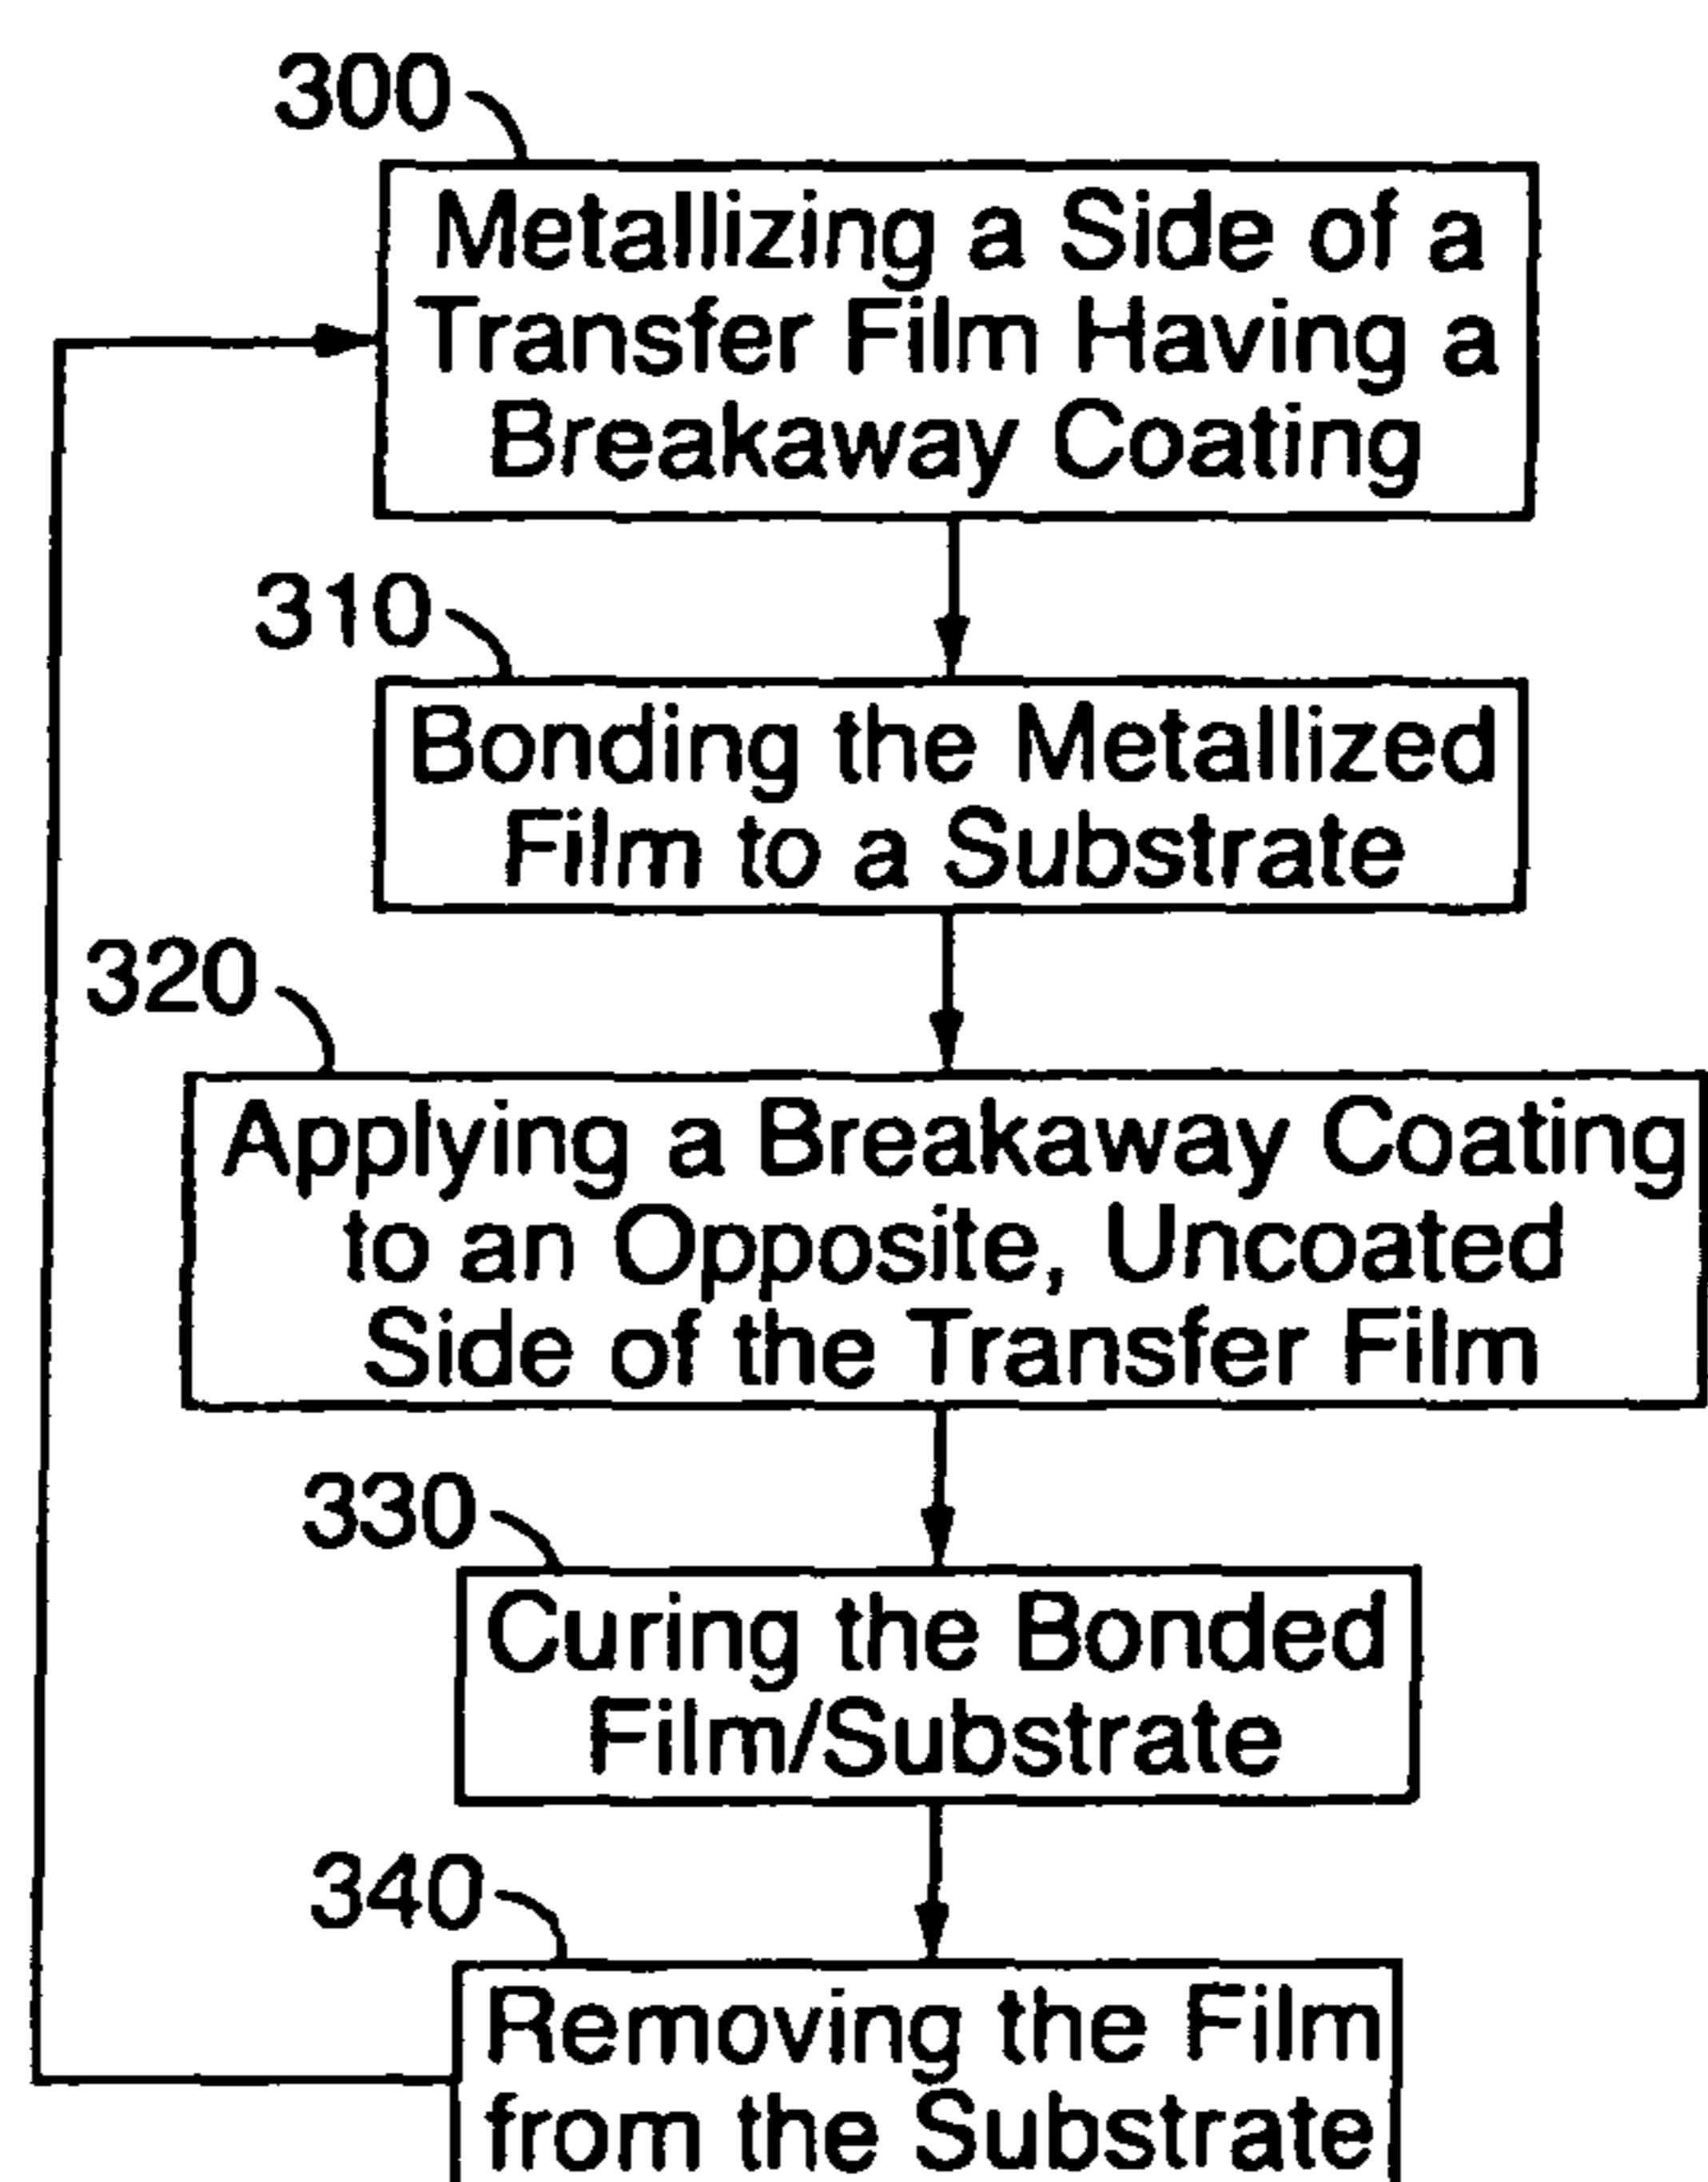 300
Metallizing a Side of a
Transfer Film Having a
Breakaway Coating
310
Bonding the Metallized
Film to a Substrate
320
Applying a Breakaway Coating
to an Opposite, Uncoated
Side of the Transfer Film
330
Curing the Bonded
Film/Substrate
340
Removing the Film
from the Substrate